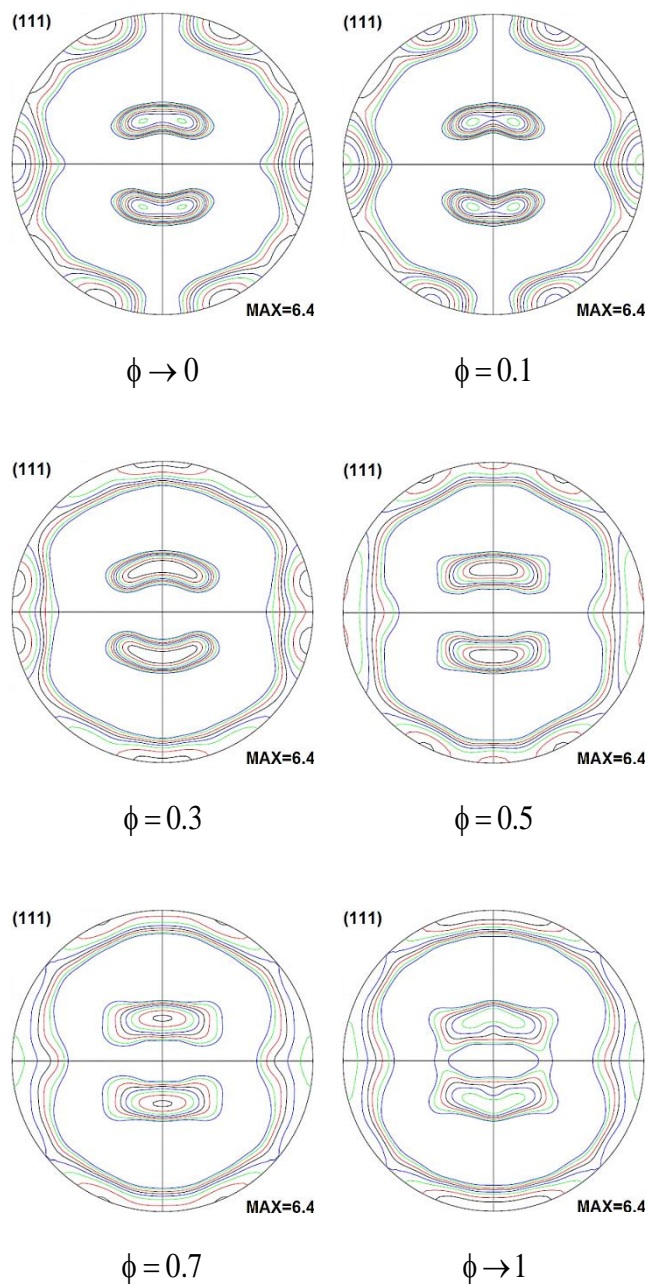 (111) (111)
MAX=6.4 MAX=6.4
ϕ → 0 ϕ = 0.1
(111) (111)
MAX=6.4 MAX=6.4
ϕ = 0.3 ϕ = 0.5
(111) (111)
MAX=6.4 MAX=6.4
ϕ = 0.7 ϕ → 1